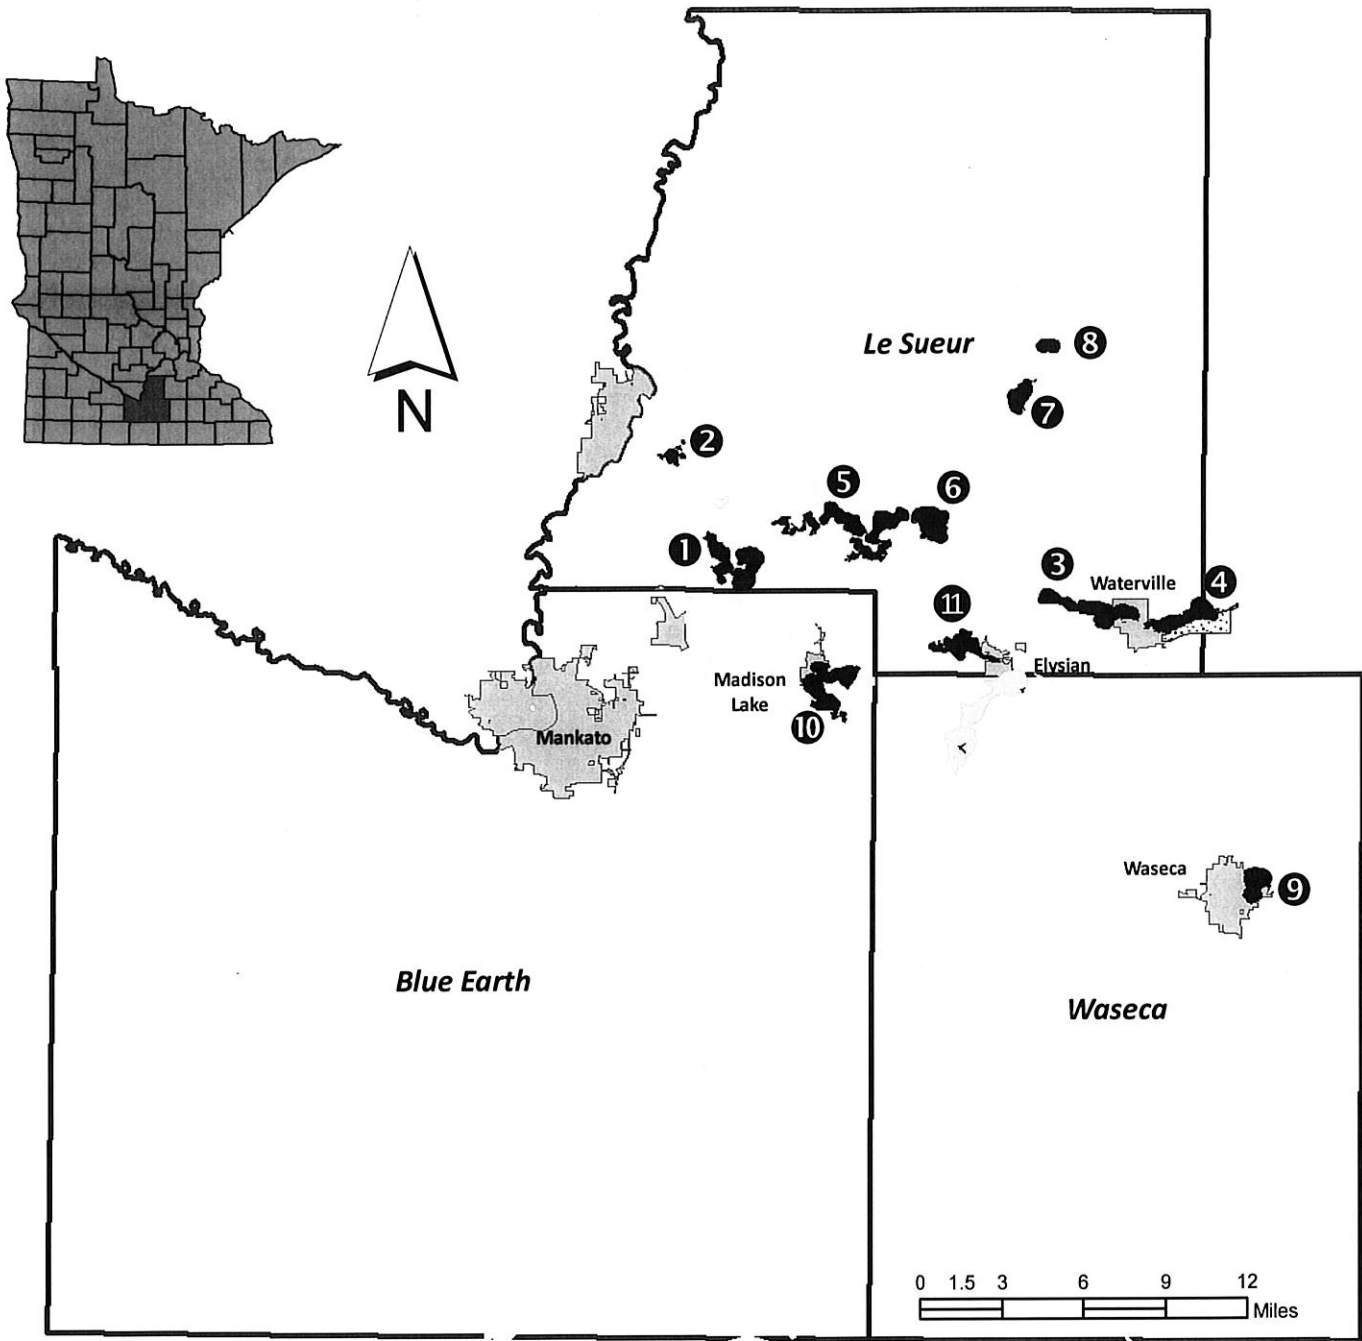 N
Le Sueur
8
7
2
5
6
1
3
Waterville
4
11
Elysian
Madison
Lake
10
Mankato
Waseca
9
Blue Earth
Waseca
0 1.5 3 6 9 12
Miles